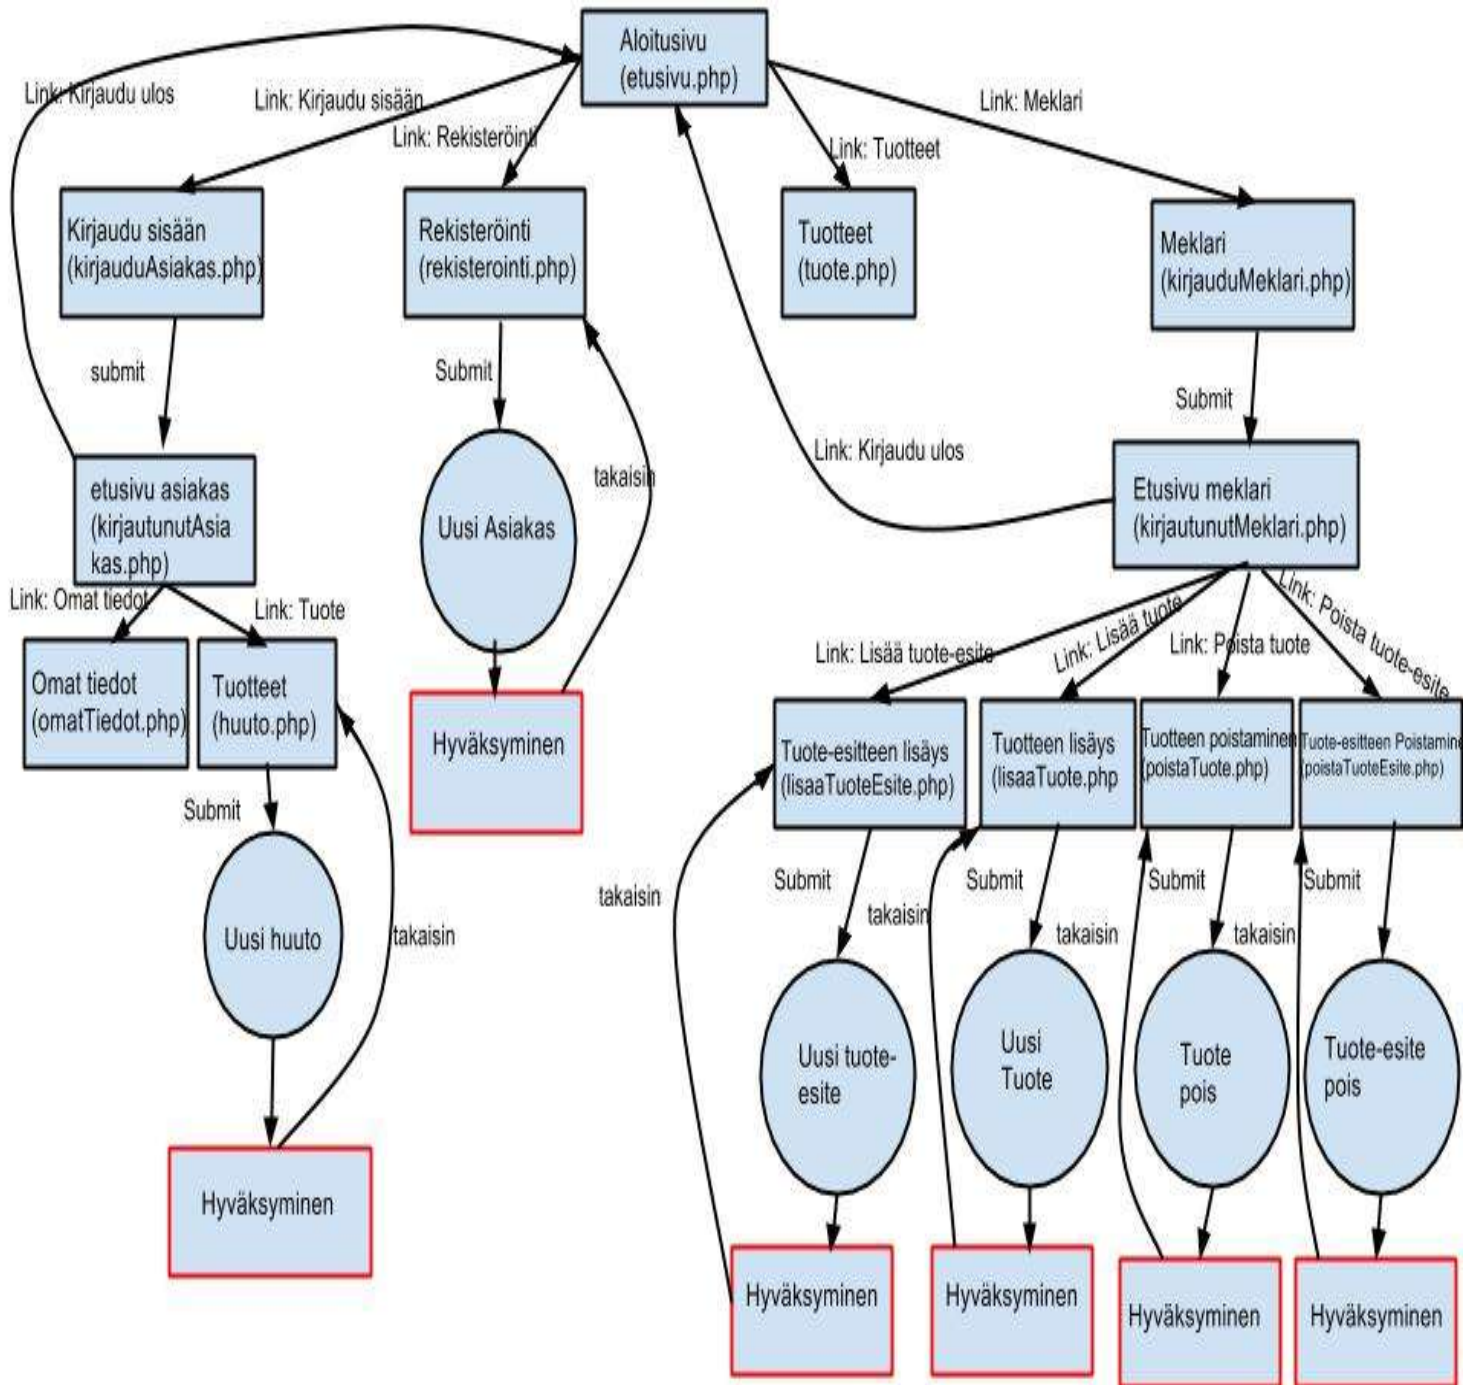 Aloitusivu
(etusivu.php)
Link: Kirjaudu ulos
Link: Kirjaudu sisään
Link: Meklari
Link: Rekisteröinti
Link: Tuotteet
Kirjaudu sisään
(kirjauduAsiakas.php)
Rekisteröinti
(rekisterointi.php)
Tuotteet
(tuote.php)
Meklari
(kirjauduMeklari.php)
submit
Submit
takaisin
Submit
Link: Kirjaudu ulos
etusivu asiakas
(kirjautunutAsia
kas.php)
Uusi Asiakas
Etusivu meklari
(kirjautunutMeklari.php)
Link: Omat tiedot
Link: Tuote
Link: Lisää tuote-esite
Link: Lisää tuote
Link: Poista tuote
Link: Poista tuote-esite
Omat tiedot
(omatTiedot.php)
Tuotteet
(huuto.php)
Hyväksyminen
Tuote-esitteen lisäys
(lisaaTuoteEsite.php)
Tuotteen lisäys
(lisaaTuote.php
Tuotteen poistaminen
(poistaTuote.php)
Tuote-esitteen Poistamine
(poistaTuoteEsite.php)
Submit
takaisin
Submit
takaisin
Submit
takaisin
Submit
takaisin
Submit
Uusi huuto
takaisin
Uusi tuote-
esite
Uusi
Tuote
Tuote
pois
Tuote-esite
pois
Hyväksyminen
Hyväksyminen
Hyväksyminen
Hyväksyminen
Hyväksyminen